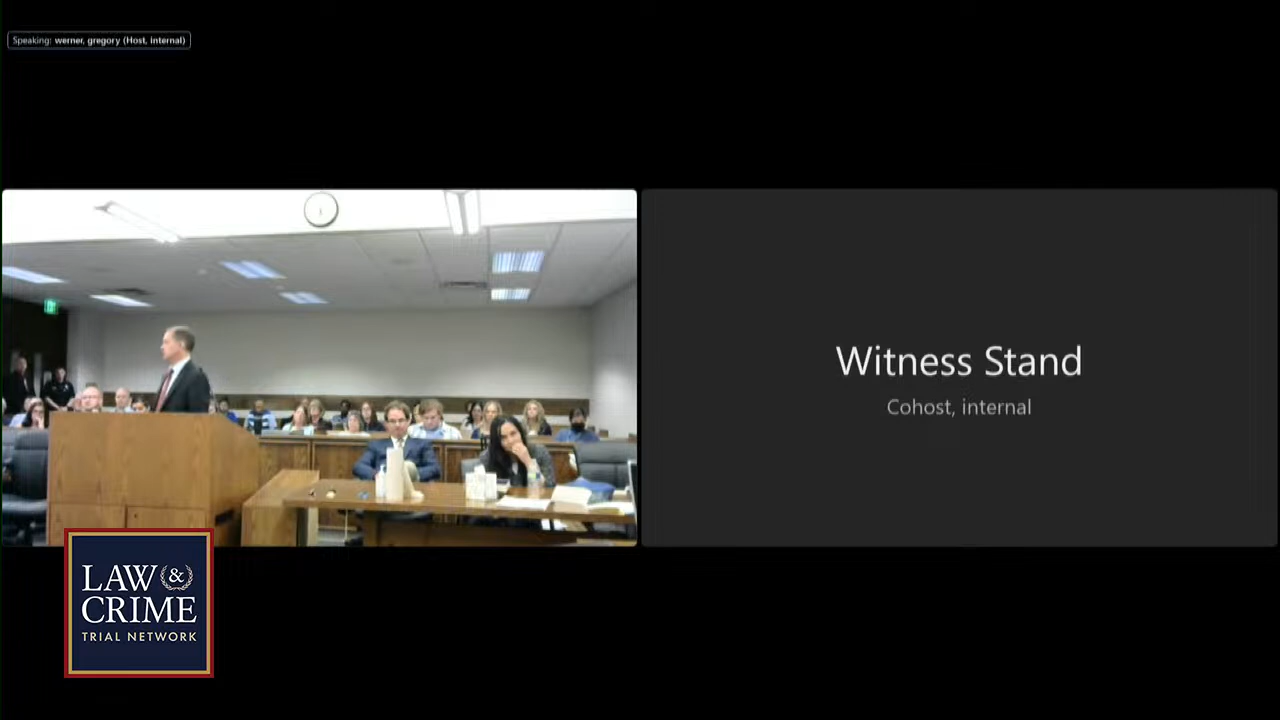 Speaking: werner, gregory (Host, internal)
Witness Stand
Cohost, internal
LAW &
CRIME
TRIAL NETWORK